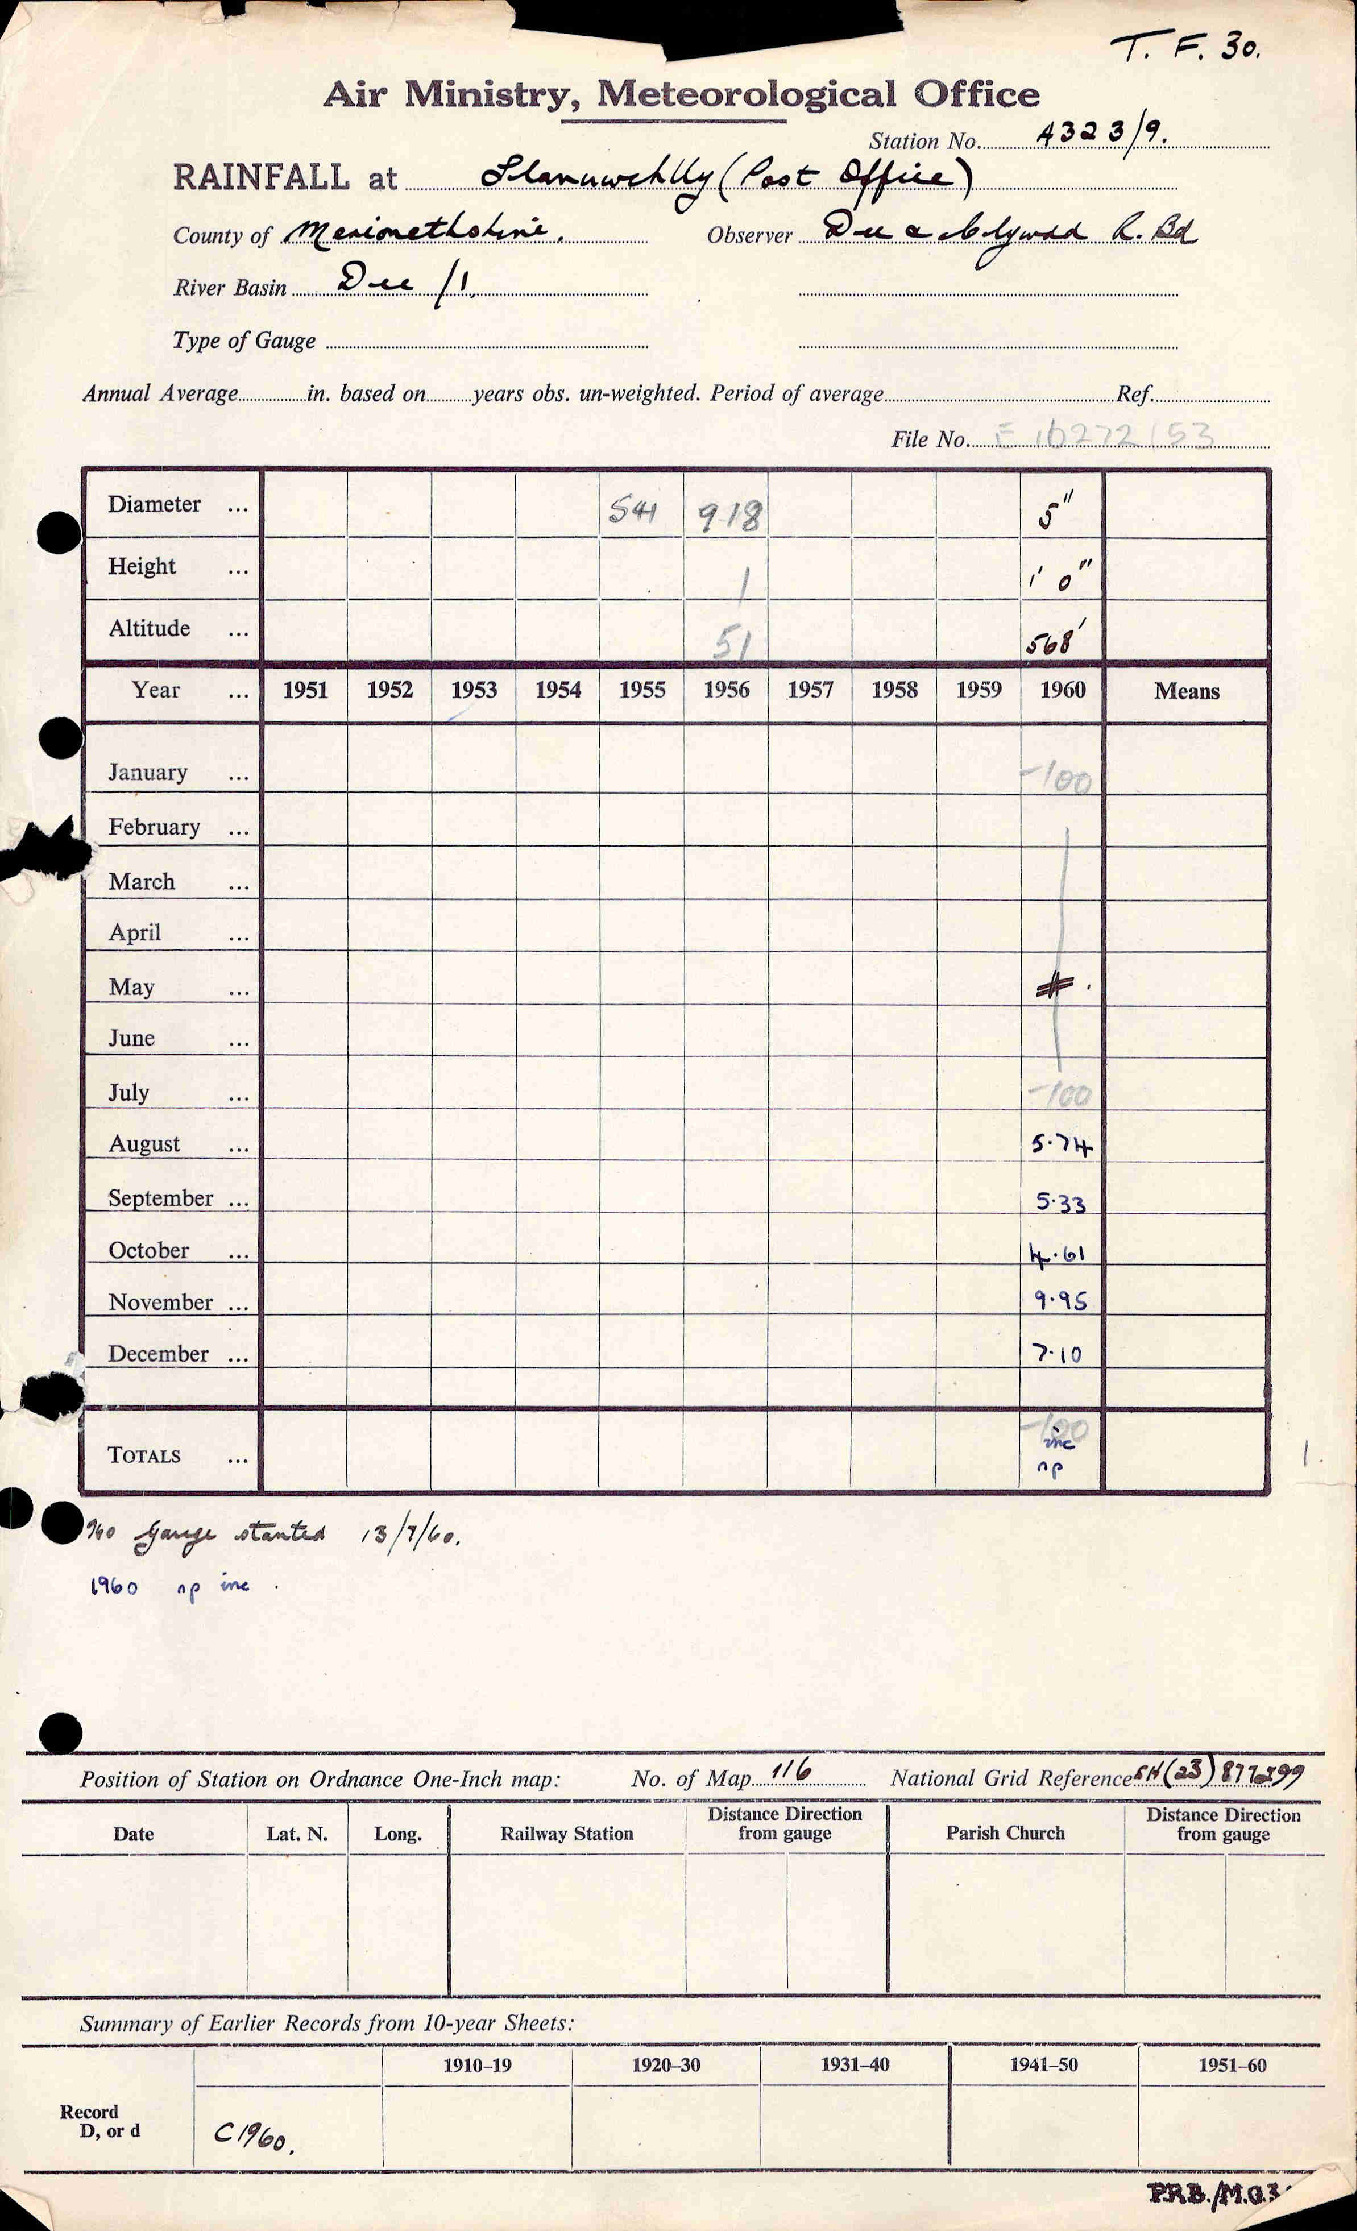 T. F. 30.
Air Ministry, Meteorological Office
Station No. 4323/9.
RAINFALL at Llanuwchlly (Post Office)
County of Merionethshire. Observer Dee & Clywdd R. Bd
River Basin Dee /1.
Type of Gauge
Annual Average in. based on years obs. un-weighted. Period of average Ref.
File No. F 16272/53
Diameter ... 541 918 5"
Height ... 1 1' 0"
Altitude ... 51 568'
Year ... 1951 1952 1953 1954 1955 1956 1957 1958 1959 1960 Means
January ... -100
February ...
March ...
April ...
May ...
June ...
July ... -100
August ... 5.74
September ... 5.33
October ... 4.61
November ... 9.95
December ... 7.10
TOTALS ... -100
inc
np
1.
Gauge started 13/7/60.
1960 np inc.
Position of Station on Ordnance One-Inch map: No. of Map 116 National Grid Reference SH(23)877299
Date Lat. N. Long. Railway Station Distance Direction from gauge Parish Church Distance Direction from gauge
Summary of Earlier Records from 10-year Sheets:
1910–19 1920–30 1931–40 1941–50 1951–60
Record
D, or d C1960.
P.R.B./M.O.3